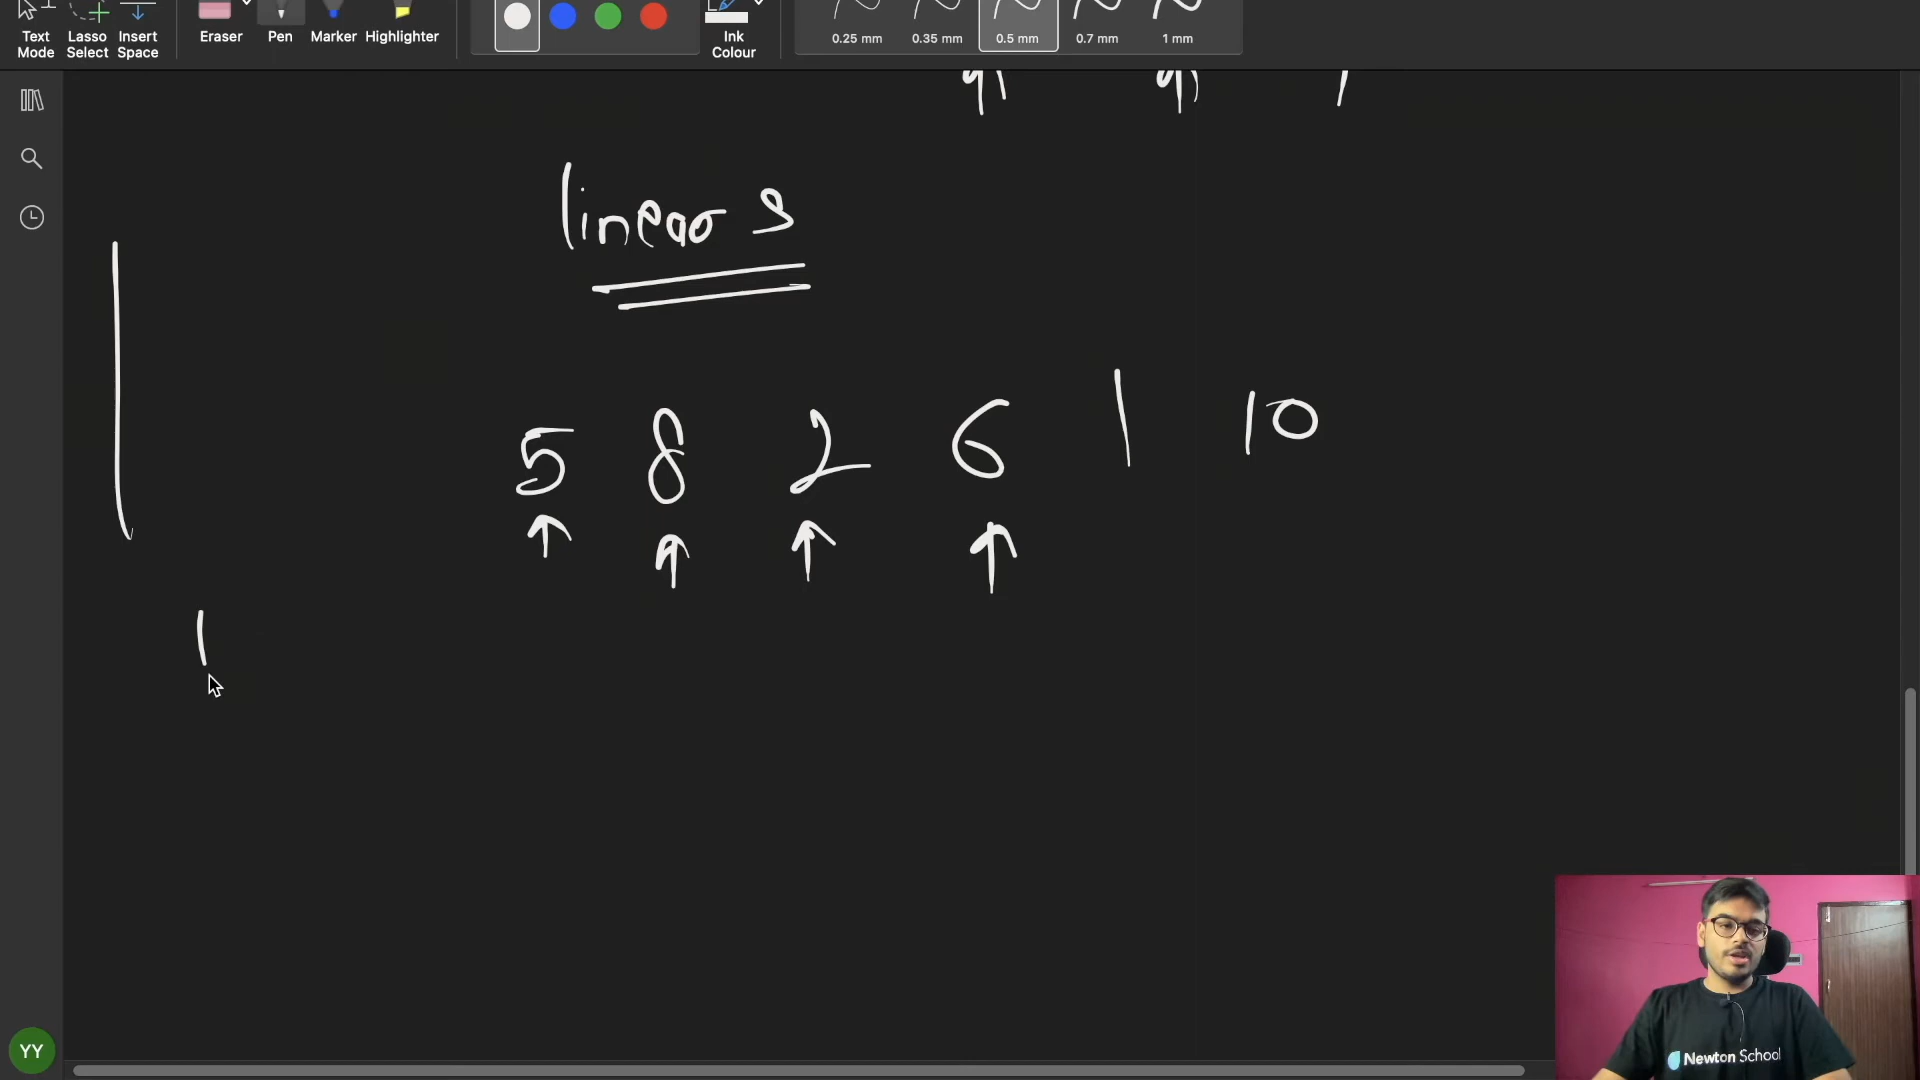 Text Mode
Lasso Select
Insert Space
Eraser
Pen
Marker
Highlighter
Ink Colour
0.25 mm
0.35 mm
0.5 mm
0.7 mm
1 mm
linear s
5 8 2 6 | 10
YY
Newton School